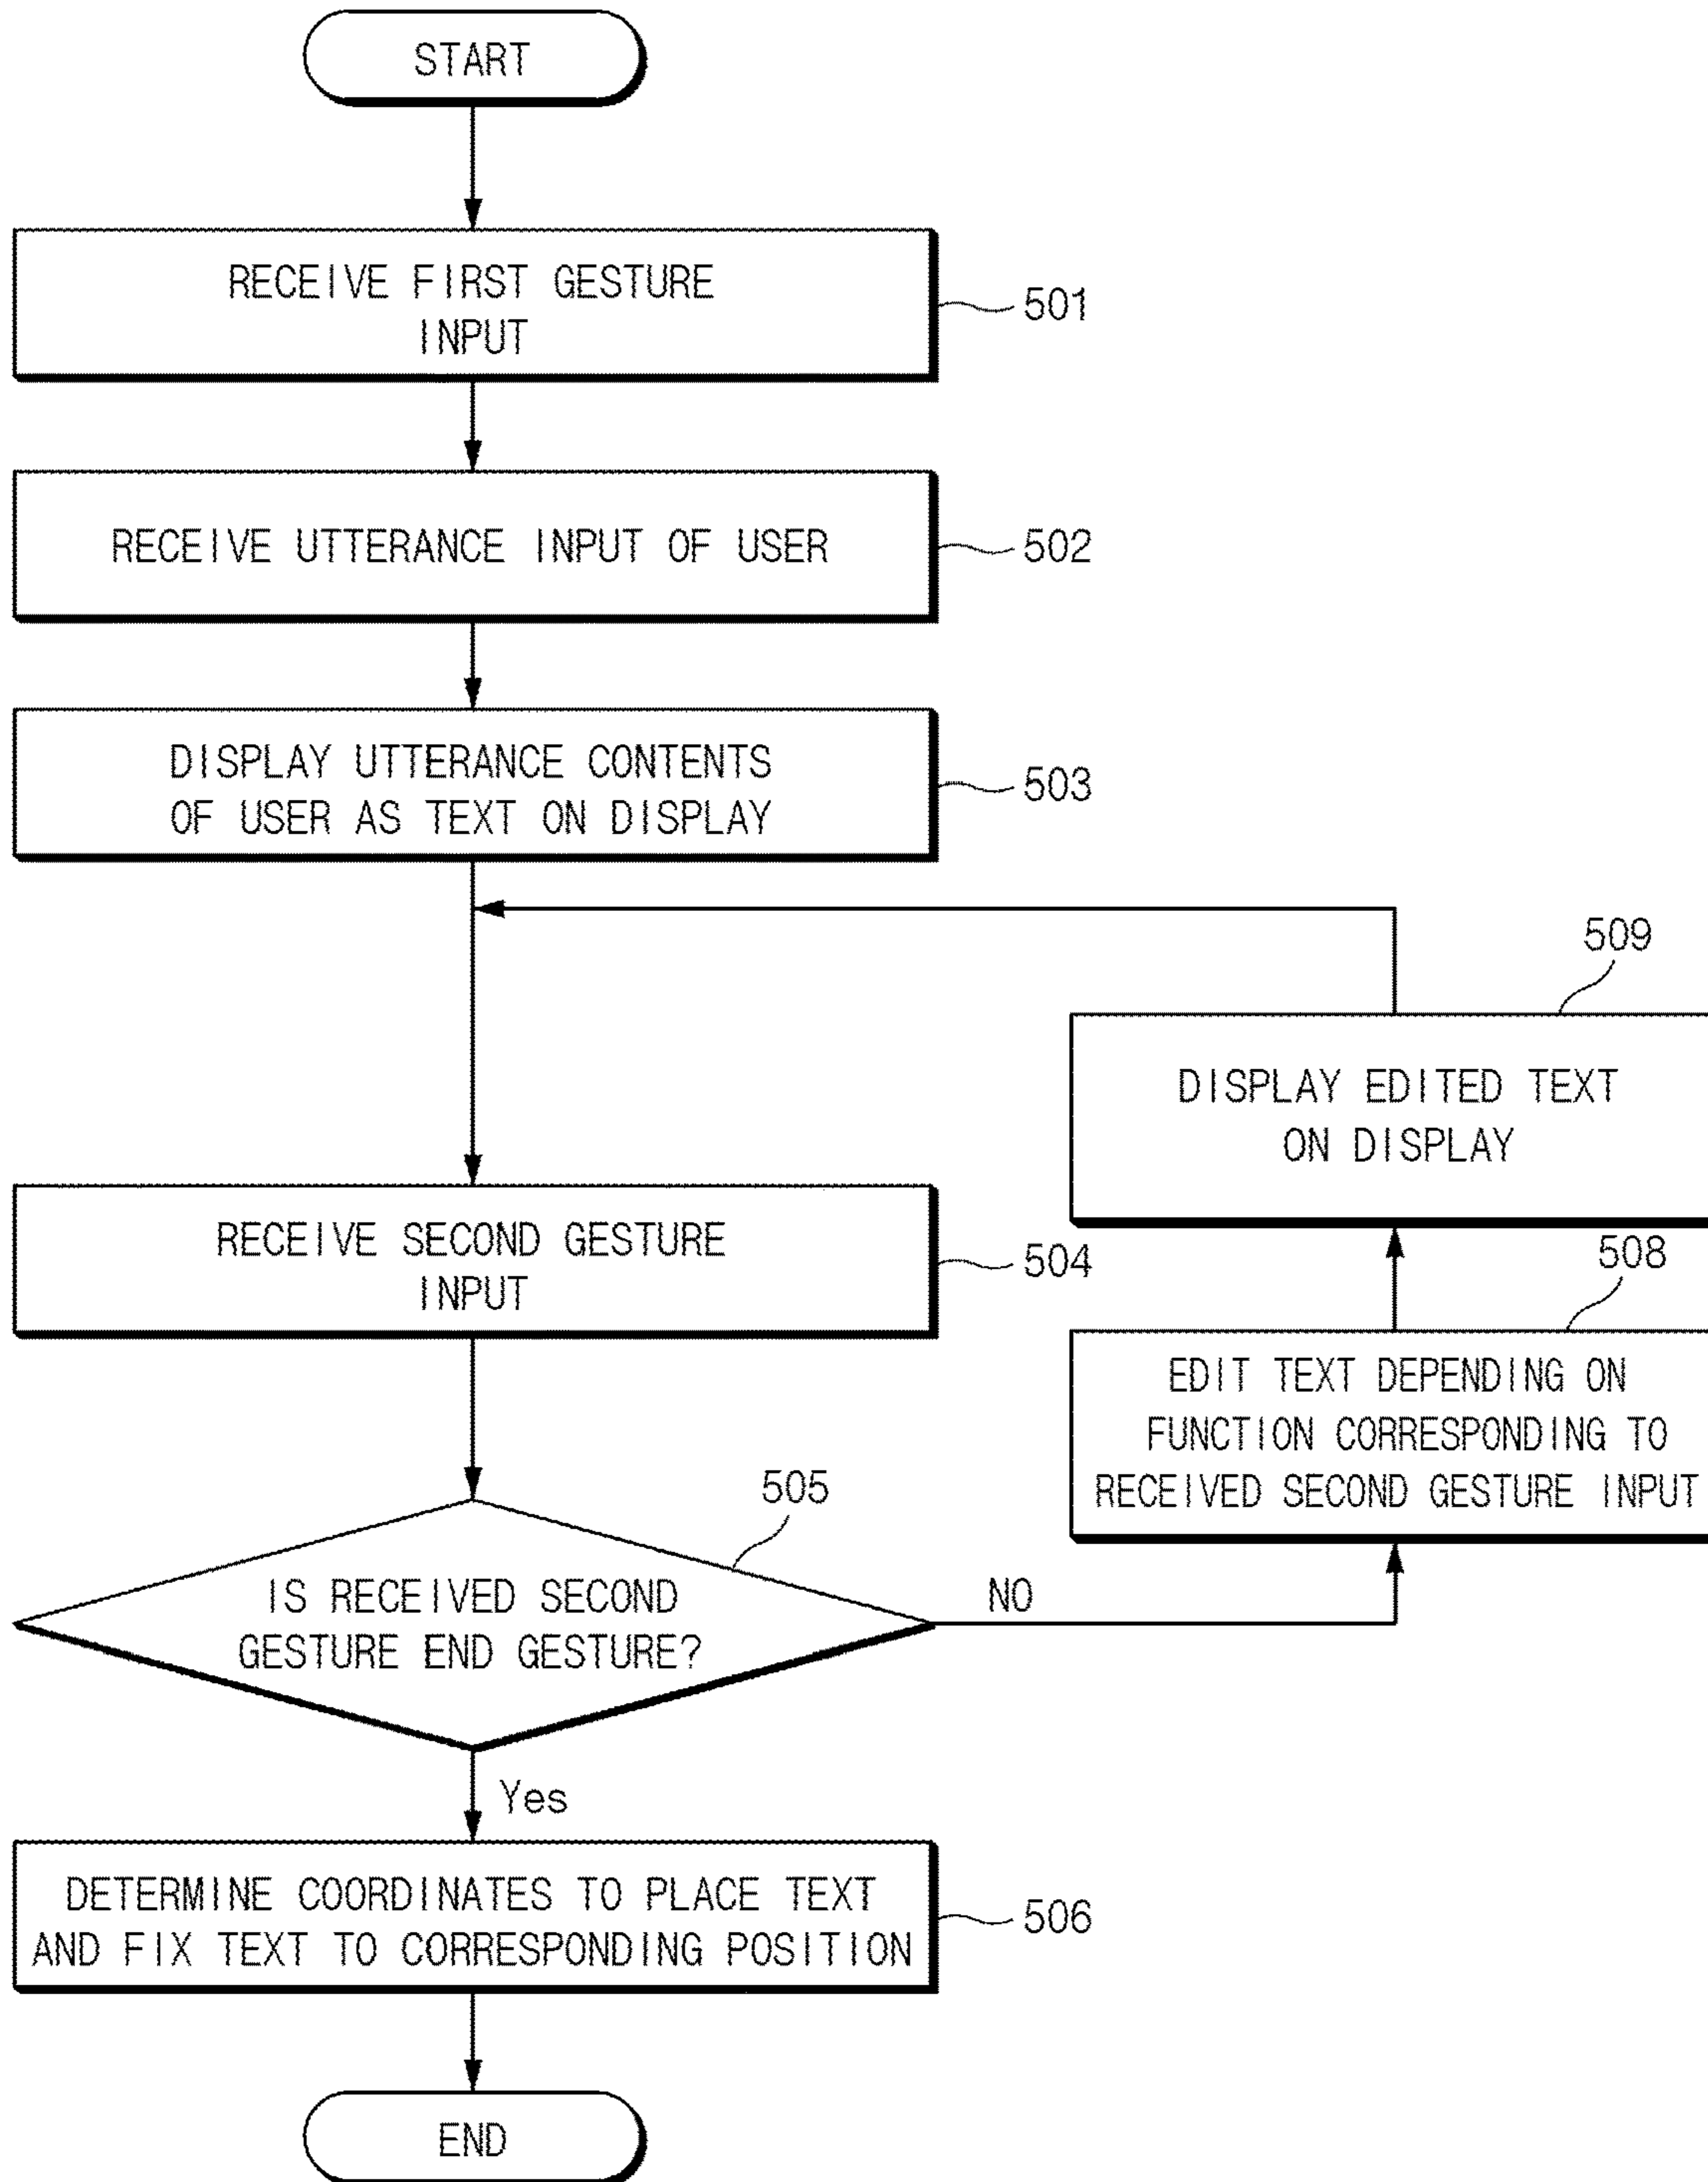 START
RECEIVE FIRST GESTURE
INPUT
501
RECEIVE UTTERANCE INPUT OF USER
502
DISPLAY UTTERANCE CONTENTS
OF USER AS TEXT ON DISPLAY
503
509
DISPLAY EDITED TEXT
ON DISPLAY
RECEIVE SECOND GESTURE
INPUT
504
508
EDIT TEXT DEPENDING ON
FUNCTION CORRESPONDING TO
RECEIVED SECOND GESTURE INPUT
505
IS RECEIVED SECOND
GESTURE END GESTURE?
NO
Yes
DETERMINE COORDINATES TO PLACE TEXT
AND FIX TEXT TO CORRESPONDING POSITION
506
END